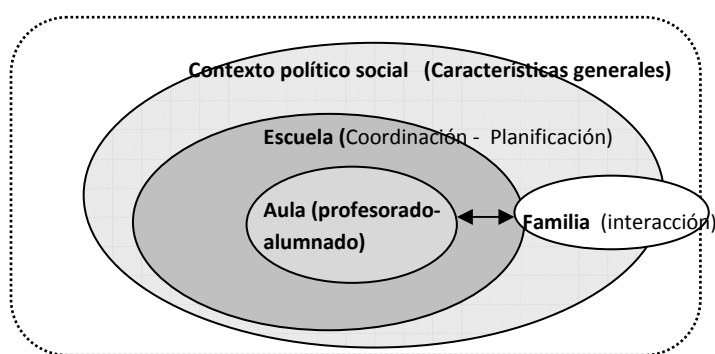 Contexto político social (Características generales)
Escuela (Coordinación - Planificación)
Aula (profesorado-
alumnado)
Familia (interacción)